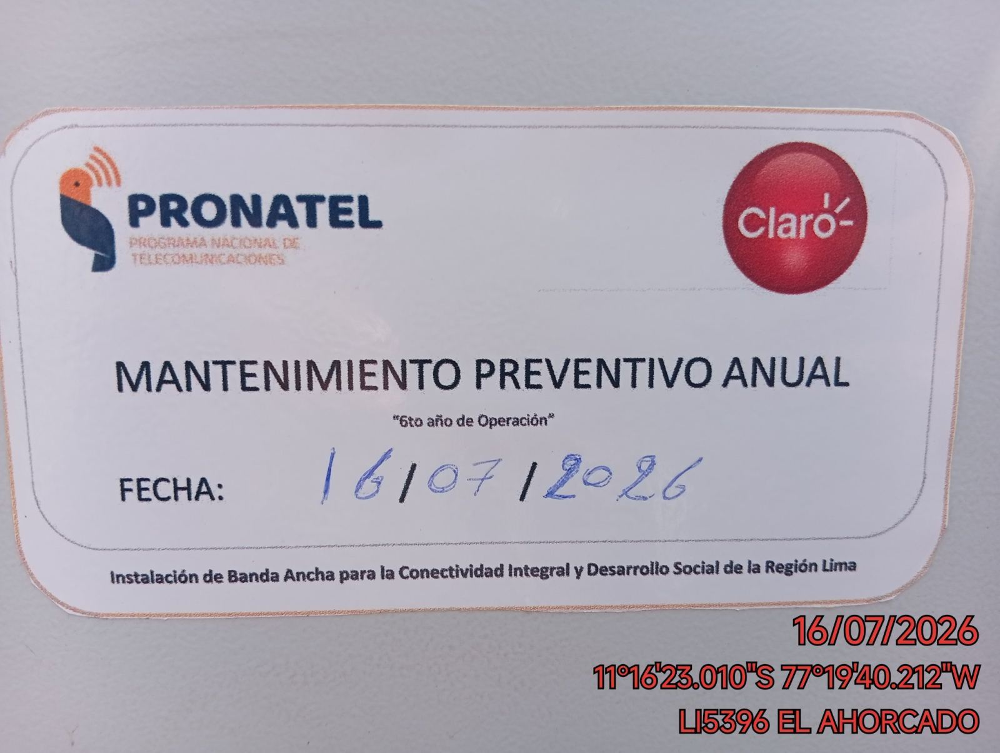 PRONATEL
PROGRAMA NACIONAL DE
TELECOMUNICACIONES
Claro
MANTENIMIENTO PREVENTIVO ANUAL
"6to año de Operación"
FECHA: 16/07/2026
Instalación de Banda Ancha para la Conectividad Integral y Desarrollo Social de la Región Lima
16/07/2026
11°16'23.010"S 77°19'40.212"W
LI5396 EL AHORCADO